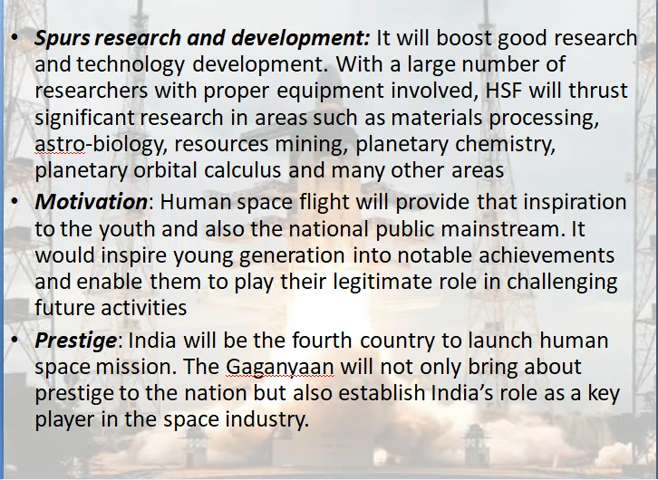 • Spurs research and development: It will boost good research
and technology development. With a large number of
researchers with proper equipment involved, HSF will thrust
significant research in areas such as materials processing,
astro-biology, resources mining, planetary chemistry,
planetary orbital calculus and many other areas
• Motivation: Human space flight will provide that inspiration
to the youth and also the national public mainstream. It
would inspire young generation into notable achievements
and enable them to play their legitimate role in challenging
future activities
• Prestige: India will be the fourth country to launch human
space mission. The Gaganyaan will not only bring about
prestige to the nation but also establish India’s role as a key
player in the space industry.